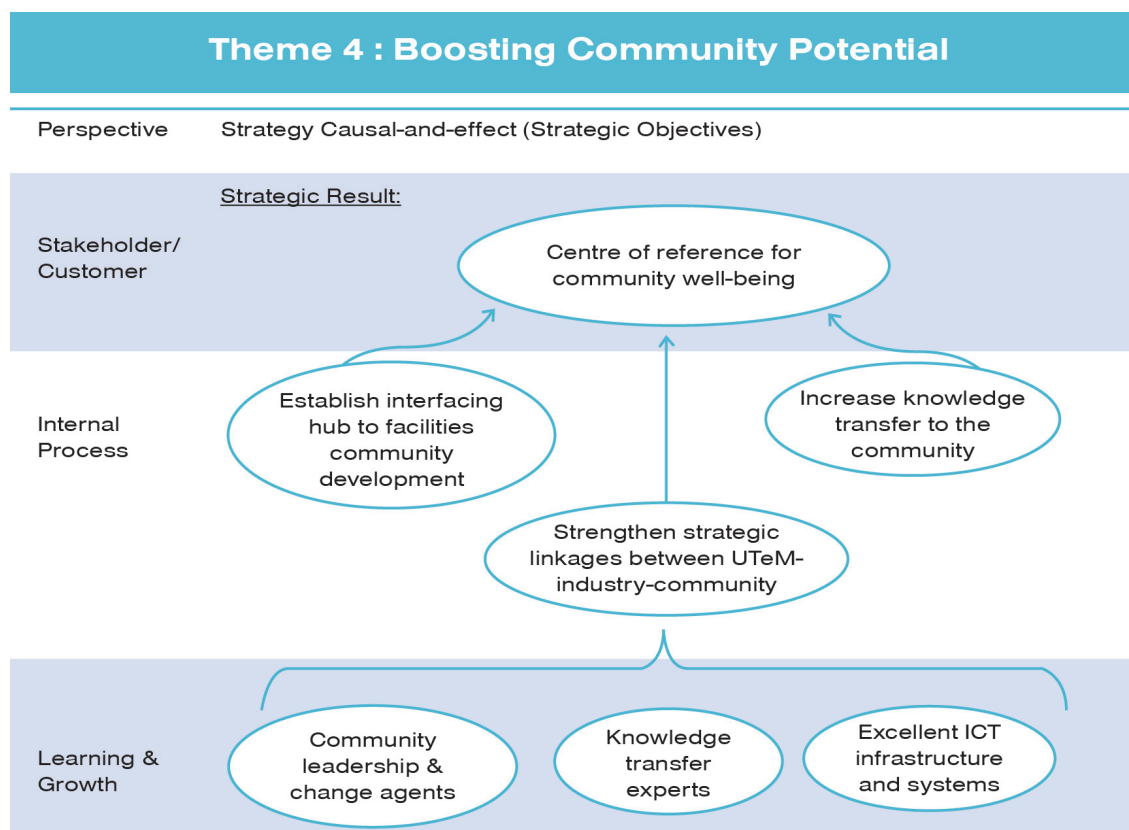 Theme 4 : Boosting Community Potential
Perspective
Strategy Causal-and-effect (Strategic Objectives)
Strategic Result:
Stakeholder/
Customer
Centre of reference for
community well-being
Internal
Process
Establish interfacing
hub to facilities
community
development
Increase knowledge
transfer to the
community
Strengthen strategic
linkages between UTeM-
industry-community
Learning &
Growth
Community
leadership &
change agents
Knowledge
transfer
experts
Excellent ICT
infrastructure
and systems